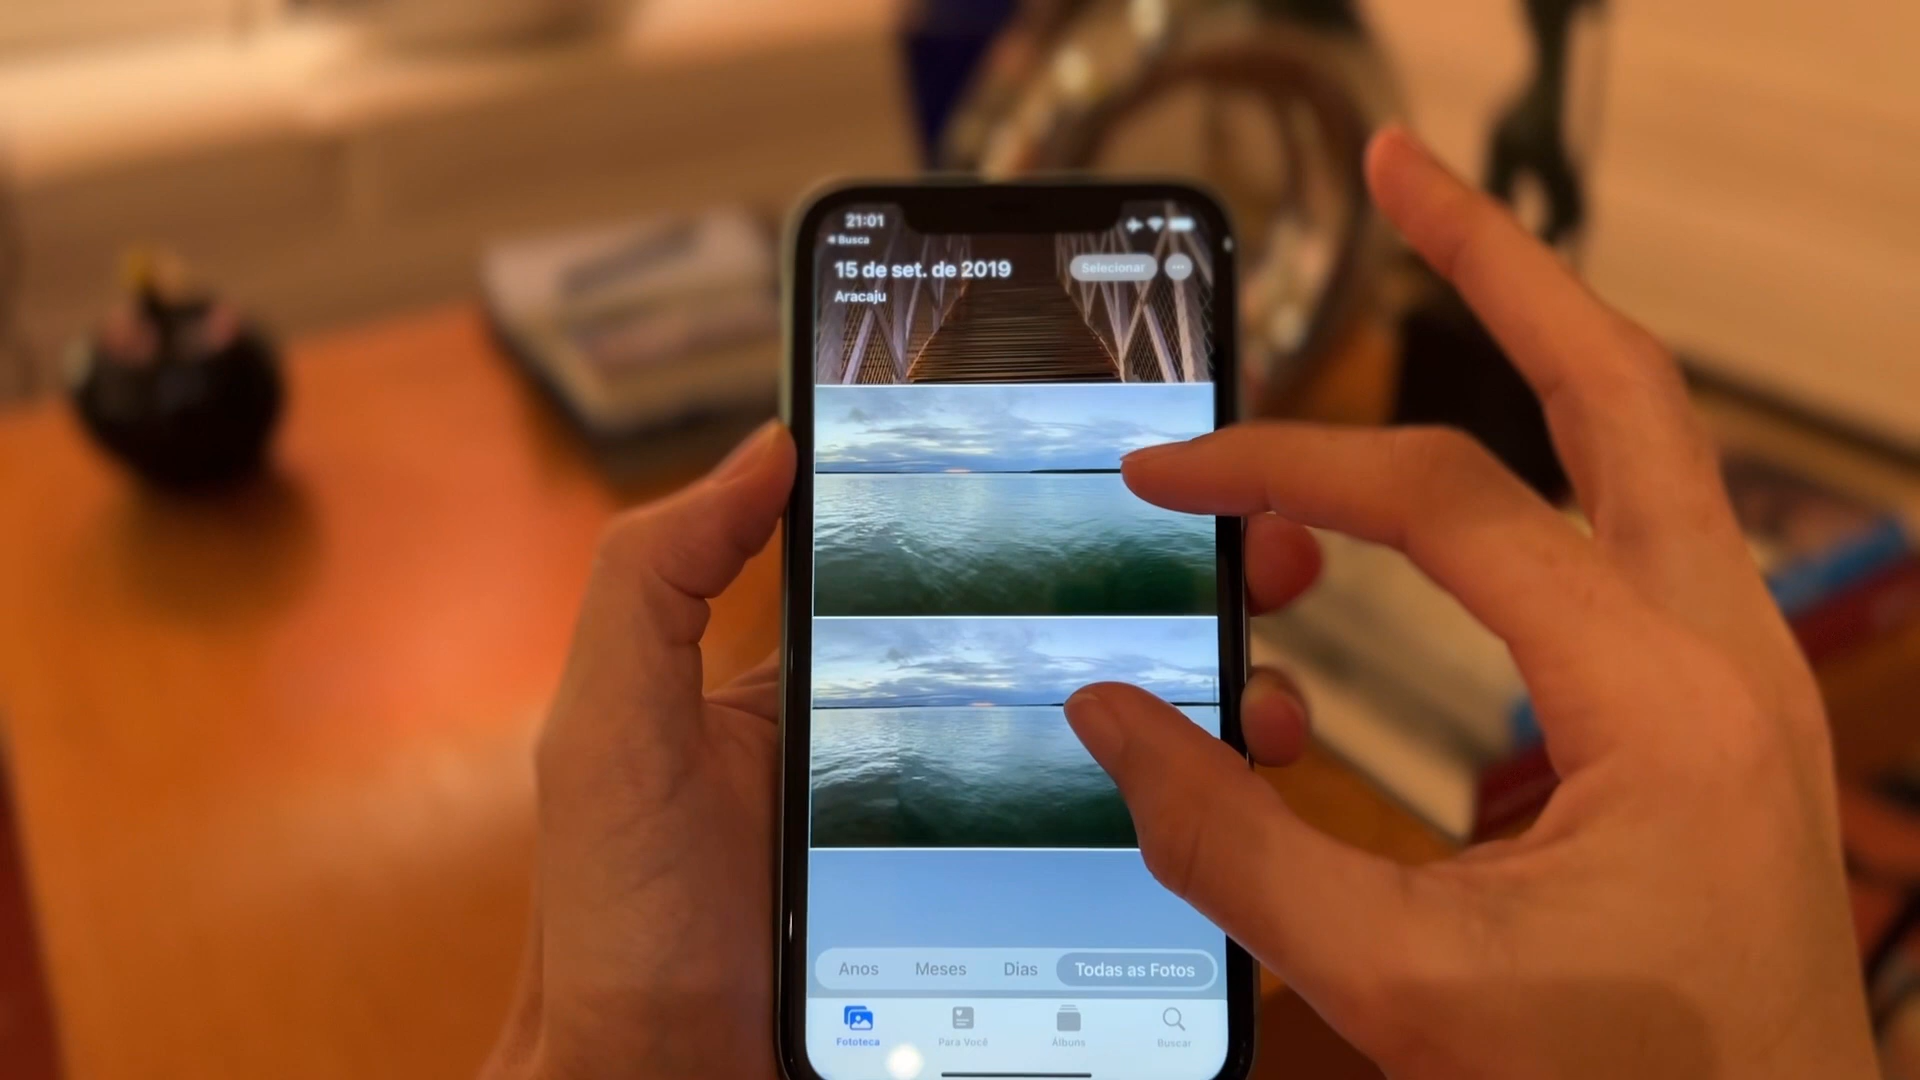 21:01
Busca
15 de set. de 2019
Selecionar
Aracaju
Anos
Meses
Dias
Todas as Fotos
Fototeca
Para Você
Álbuns
Buscar